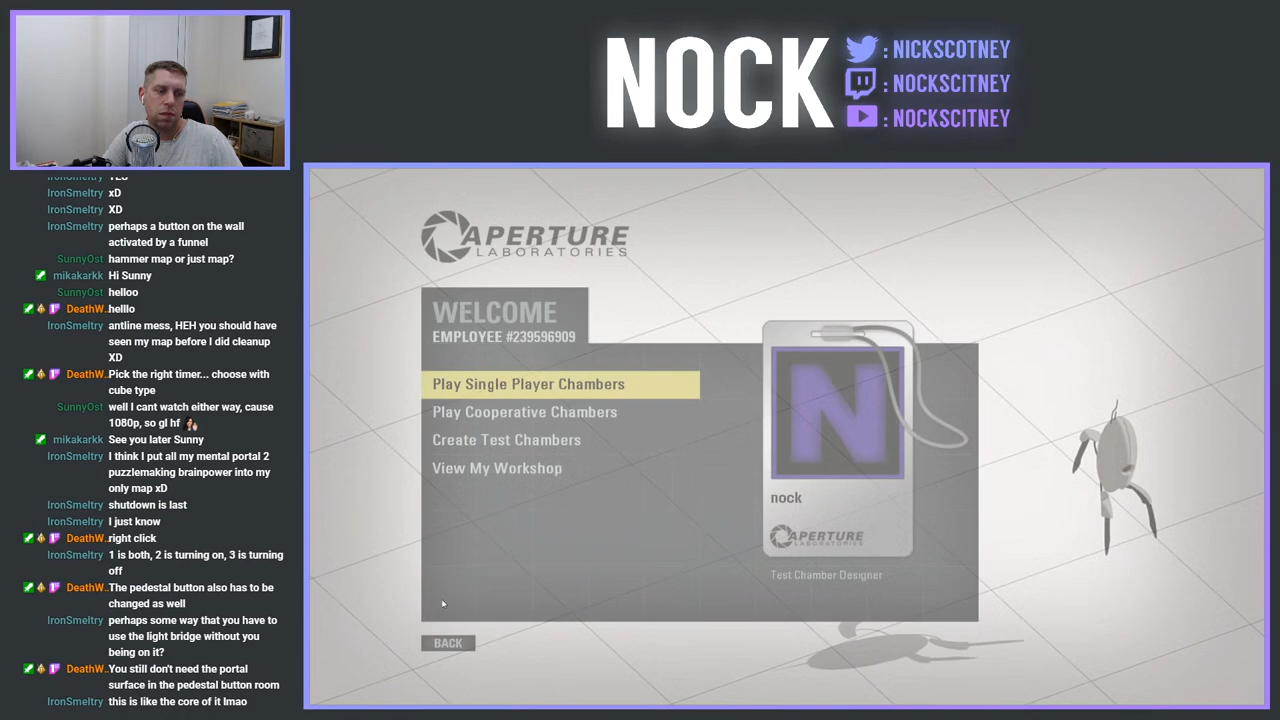 NOCK
: NICKSCOTNEY
: NOCKSCITNEY
: NOCKSCITNEY
IronSmeltry
IronSmeltry xD
IronSmeltry XD
IronSmeltry perhaps a button on the wall
activated by a funnel
SunnyOst hammer map or just map?
mikakarkk Hi Sunny
SunnyOst helloo
DeathW.. helllo
IronSmeltry antline mess, HEH you should have
seen my map before I did cleanup
XD
DeathW.. Pick the right timer... choose with
cube type
SunnyOst well I cant watch either way, cause
1080p, so gl hf
mikakarkk See you later Sunny
IronSmeltry I think I put all my mental portal 2
puzzlemaking brainpower into my
only map xD
IronSmeltry shutdown is last
IronSmeltry I just know
DeathW.. right click
IronSmeltry 1 is both, 2 is turning on, 3 is turning
off
DeathW.. The pedestal button also has to be
changed as well
IronSmeltry perhaps some way that you have to
use the light bridge without you
being on it?
DeathW.. You still don't need the portal
surface in the pedestal button room
IronSmeltry this is like the core of it lmao
APERTURE
LABORATORIES
WELCOME
EMPLOYEE #239596909
Play Single Player Chambers
Play Cooperative Chambers
Create Test Chambers
View My Workshop
N
nock
APERTURE
LABORATORIES
Test Chamber Designer
BACK